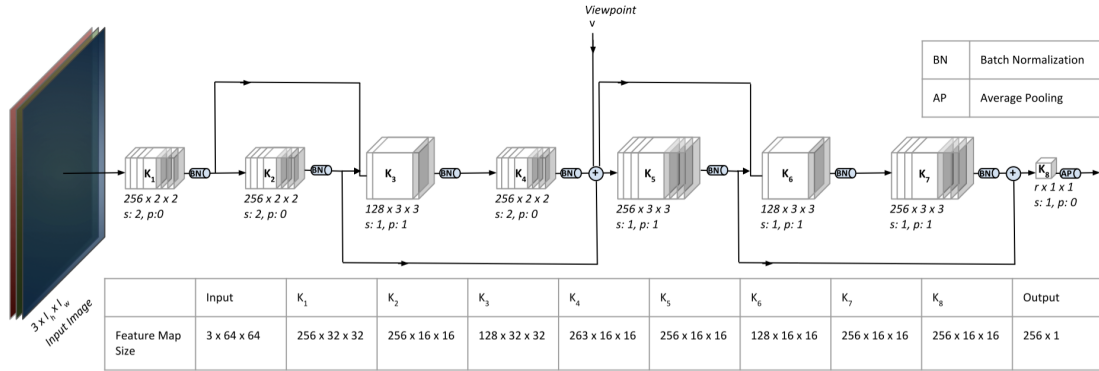 Viewpoint
v
BN Batch Normalization
AP Average Pooling
K1
BN
K2
BN
K3
BN
K4
BN
+
K5
BN
K6
BN
K7
BN
+
K8
AP
256 x 2 x 2
s: 2, p:0
256 x 2 x 2
s: 2, p: 0
128 x 3 x 3
s: 1, p: 1
256 x 2 x 2
s: 2, p: 0
256 x 3 x 3
s: 1, p: 1
128 x 3 x 3
s: 1, p: 1
256 x 3 x 3
s: 1, p: 1
r x 1 x 1
s: 1, p: 0
3 x Ih x Iw
Input Image
Input K1 K2 K3 K4 K5 K6 K7 K8 Output
Feature Map Size 3 x 64 x 64 256 x 32 x 32 256 x 16 x 16 128 x 32 x 32 263 x 16 x 16 256 x 16 x 16 128 x 16 x 16 256 x 16 x 16 256 x 16 x 16 256 x 1